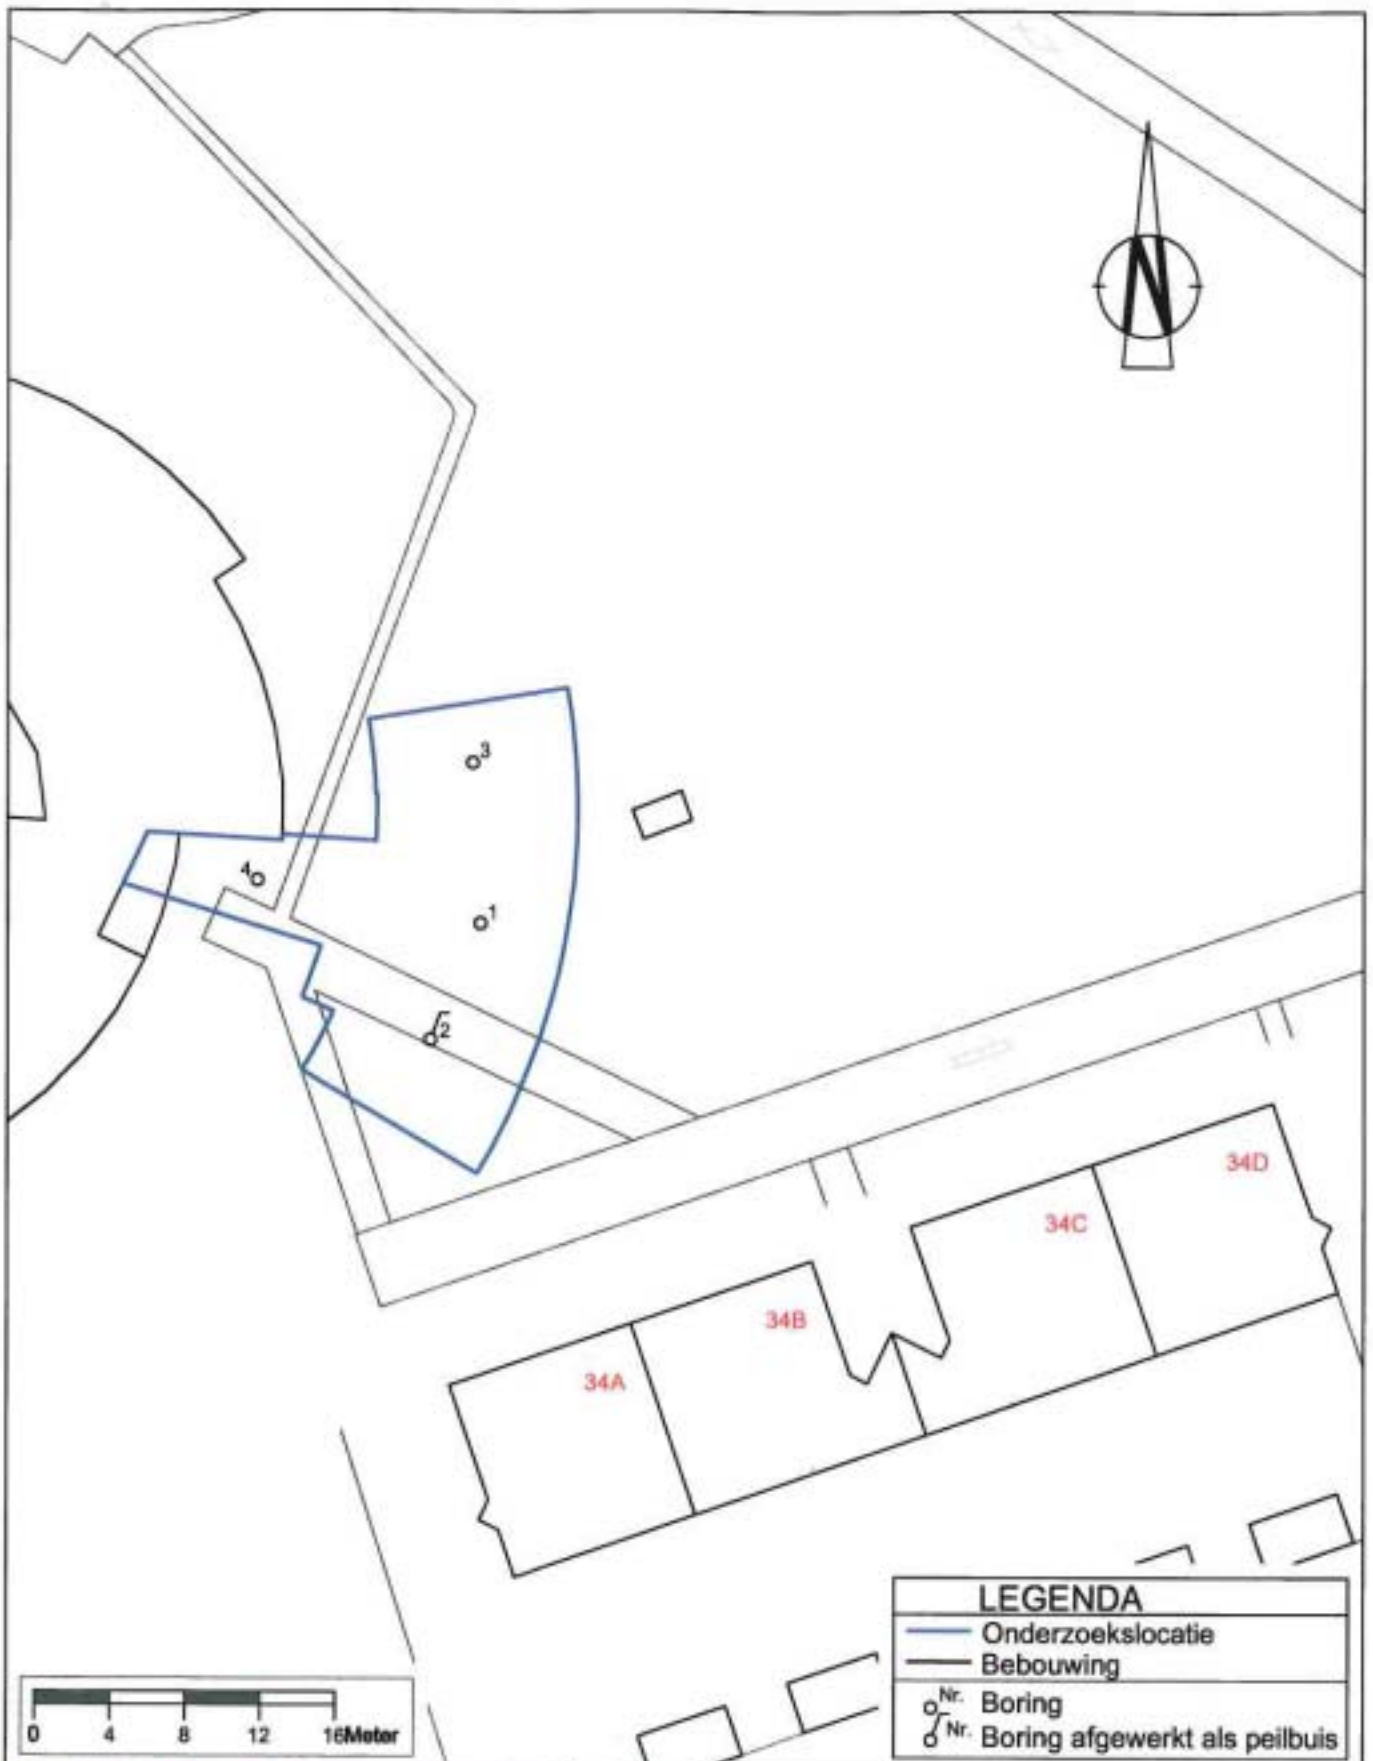 N
3
4
1
2
34D
34C
34B
34A
LEGENDA
Onderzoekslocatie
Bebouwing
Nr. Boring
Nr. Boring afgewerkt als peilbuis
0 4 8 12 16Meter